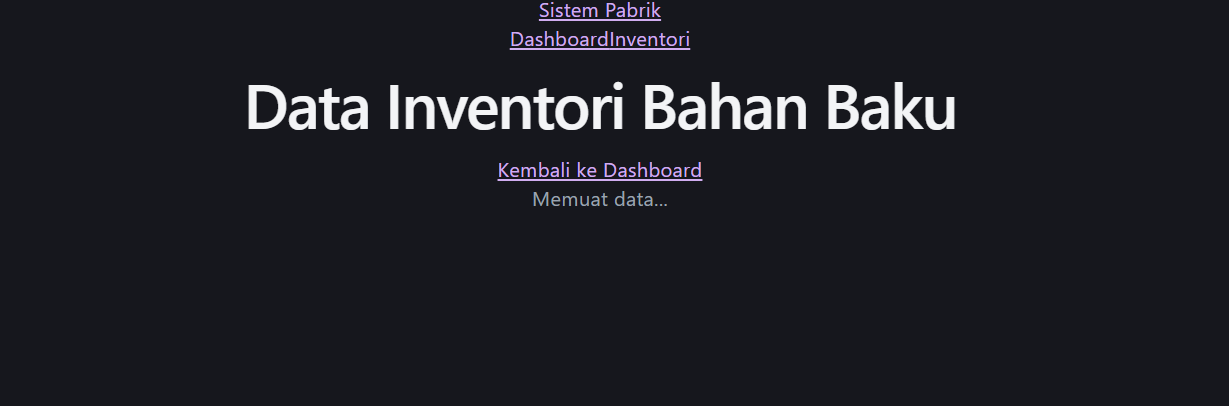 Sistem Pabrik
DashboardInventori
Data Inventori Bahan Baku
Kembali ke Dashboard
Memuat data...